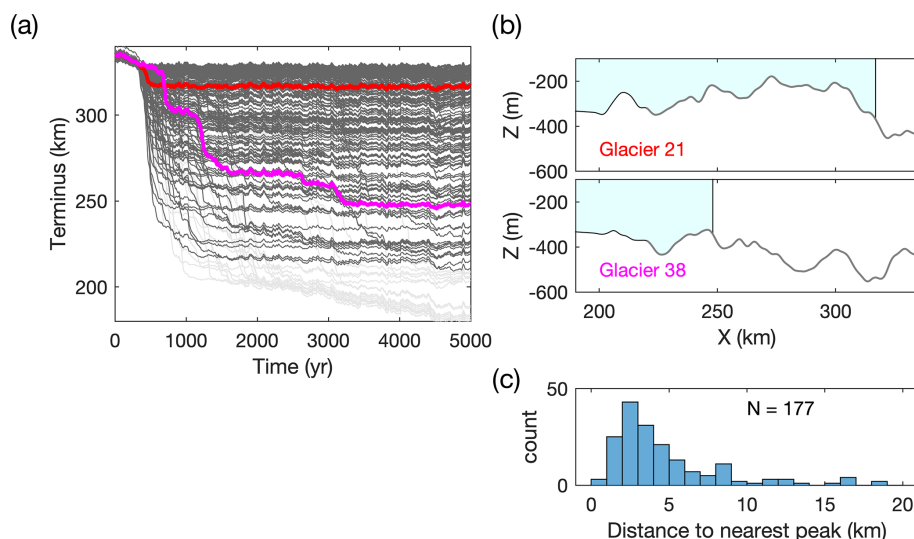 (a)
Terminus (km)
300
250
200
0
1000
2000
3000
4000
5000
Time (yr)
(b)
Z (m)
-200
-400
-600
Glacier 21
Z (m)
-200
-400
-600
Glacier 38
200
250
300
X (km)
(c)
count
50
0
N = 177
0
5
10
15
20
Distance to nearest peak (km)